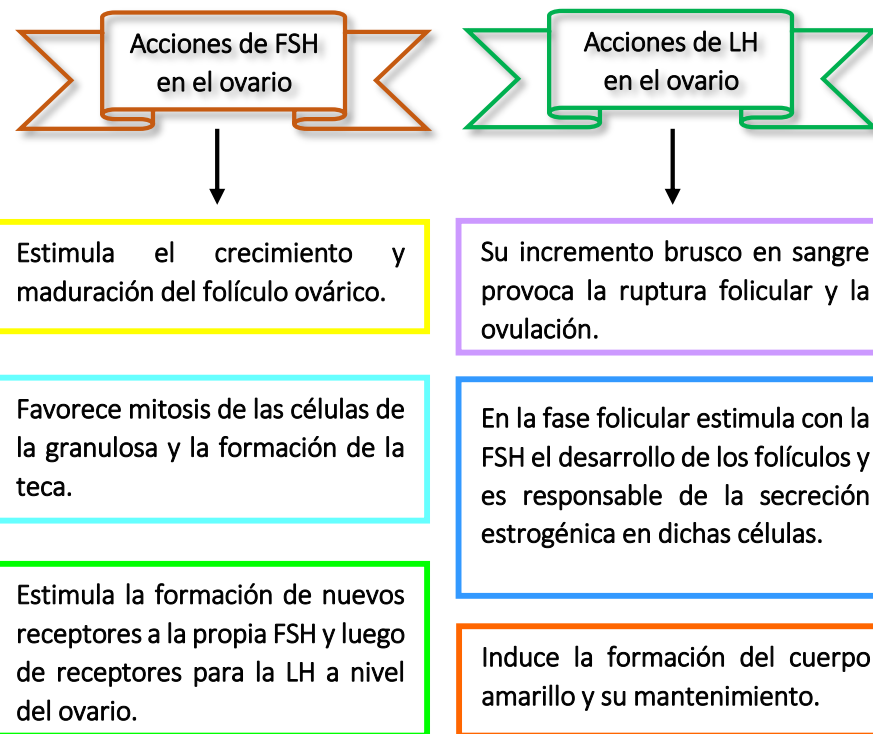 Acciones de FSH
en el ovario
Estimula el crecimiento y
maduración del folículo ovárico.
Favorece mitosis de las células de
la granulosa y la formación de la
teca.
Estimula la formación de nuevos
receptores a la propia FSH y luego
de receptores para la LH a nivel
del ovario.
Acciones de LH
en el ovario
Su incremento brusco en sangre
provoca la ruptura folicular y la
ovulación.
En la fase folicular estimula con la
FSH el desarrollo de los folículos y
es responsable de la secreción
estrogénica en dichas células.
Induce la formación del cuerpo
amarillo y su mantenimiento.